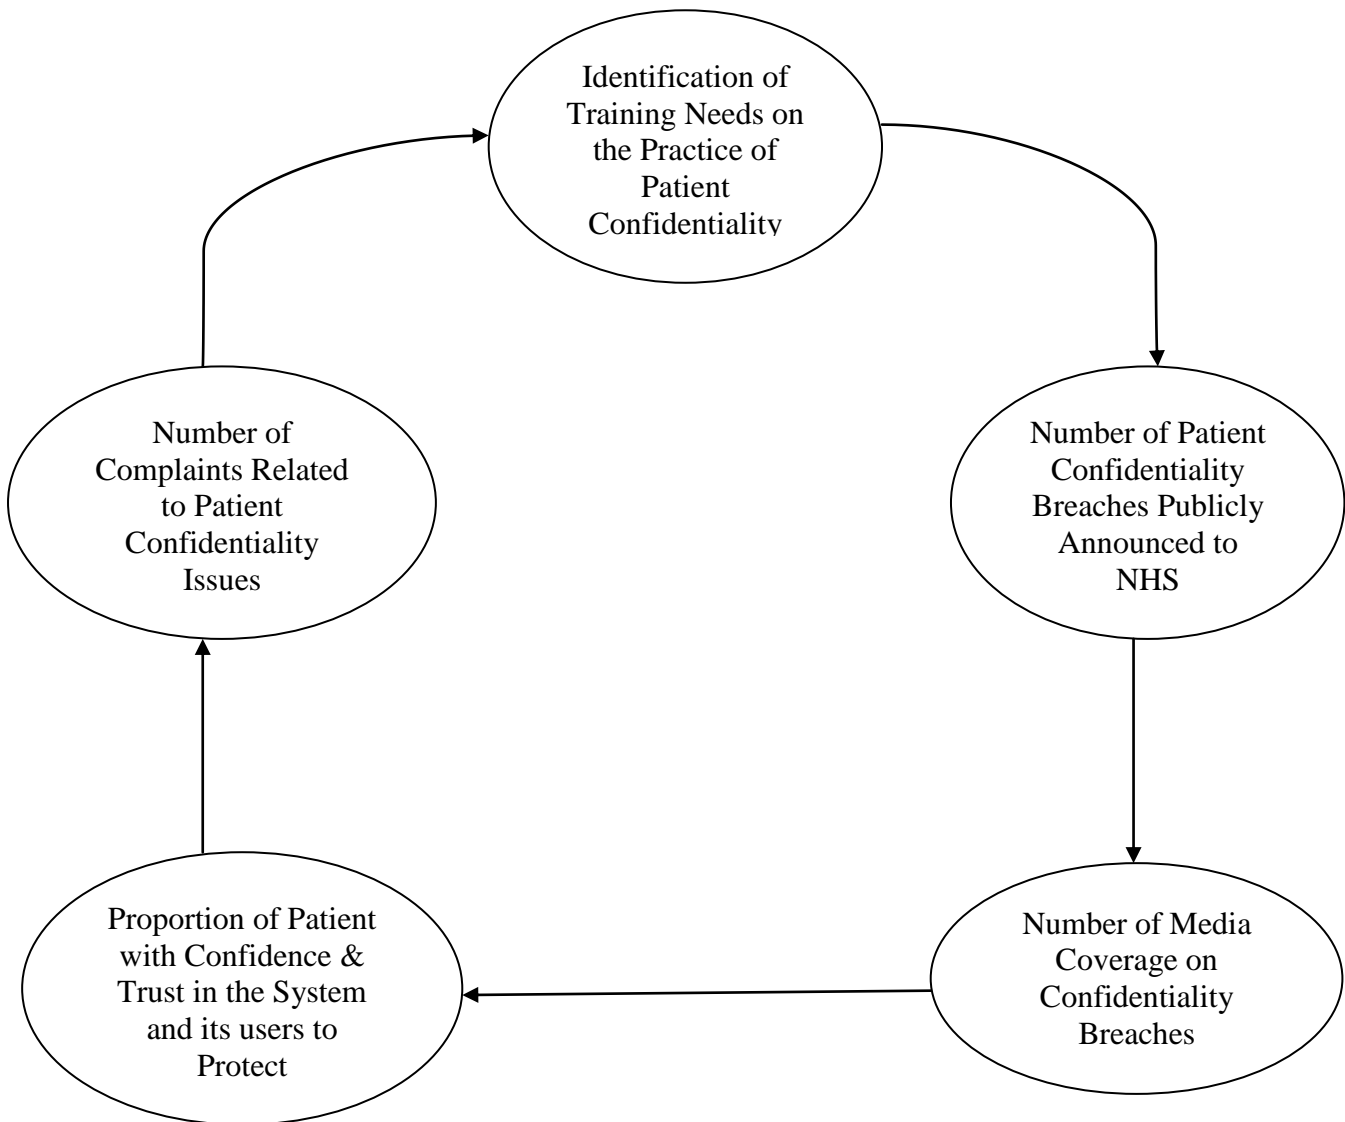 Identification of
Training Needs on
the Practice of
Patient
Confidentiality
Number of Patient
Confidentiality
Breaches Publicly
Announced to
NHS
Number of Media
Coverage on
Confidentiality
Breaches
Proportion of Patient
with Confidence &
Trust in the System
and its users to
Protect
Number of
Complaints Related
to Patient
Confidentiality
Issues